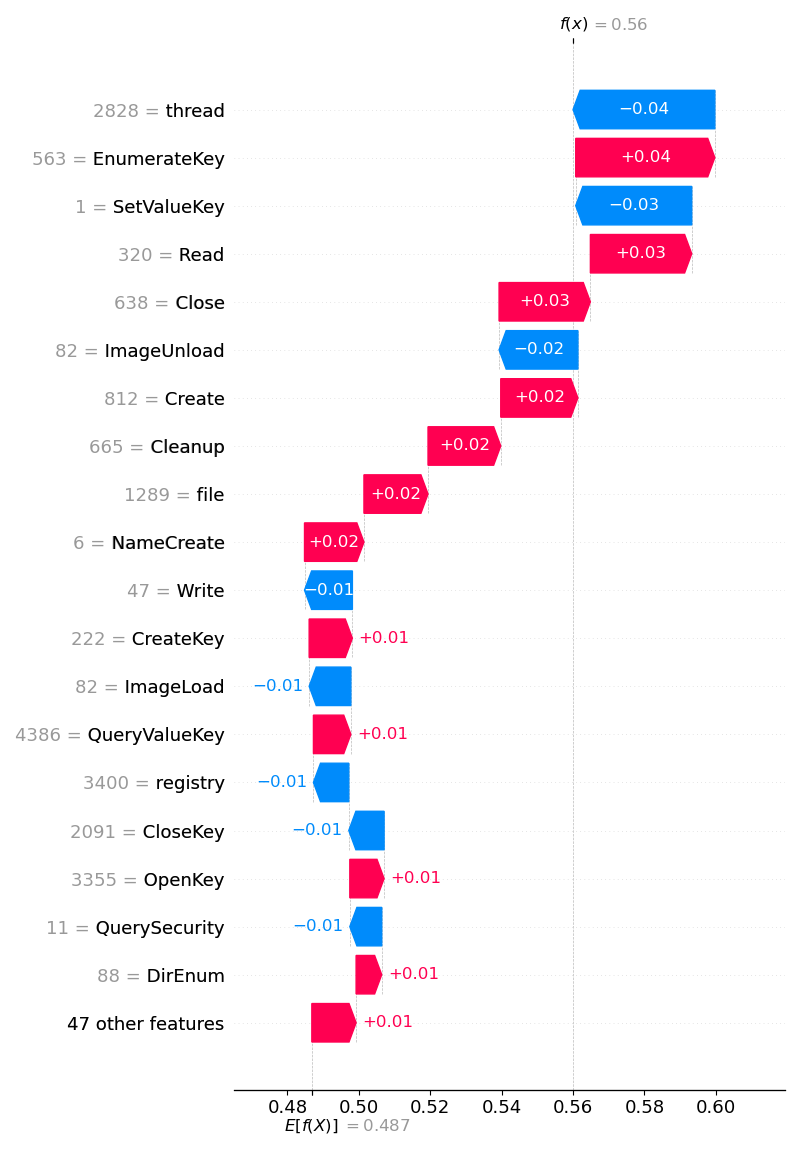 f(x) = 0.56
2828 = thread −0.04
563 = EnumerateKey +0.04
1 = SetValueKey −0.03
320 = Read +0.03
638 = Close +0.03
82 = ImageUnload −0.02
812 = Create +0.02
665 = Cleanup +0.02
1289 = file +0.02
6 = NameCreate +0.02
47 = Write −0.01
222 = CreateKey +0.01
82 = ImageLoad −0.01
4386 = QueryValueKey +0.01
3400 = registry −0.01
2091 = CloseKey −0.01
3355 = OpenKey +0.01
11 = QuerySecurity −0.01
88 = DirEnum +0.01
47 other features +0.01
0.48 0.50 0.52 0.54 0.56 0.58 0.60
E[f(X)] = 0.487